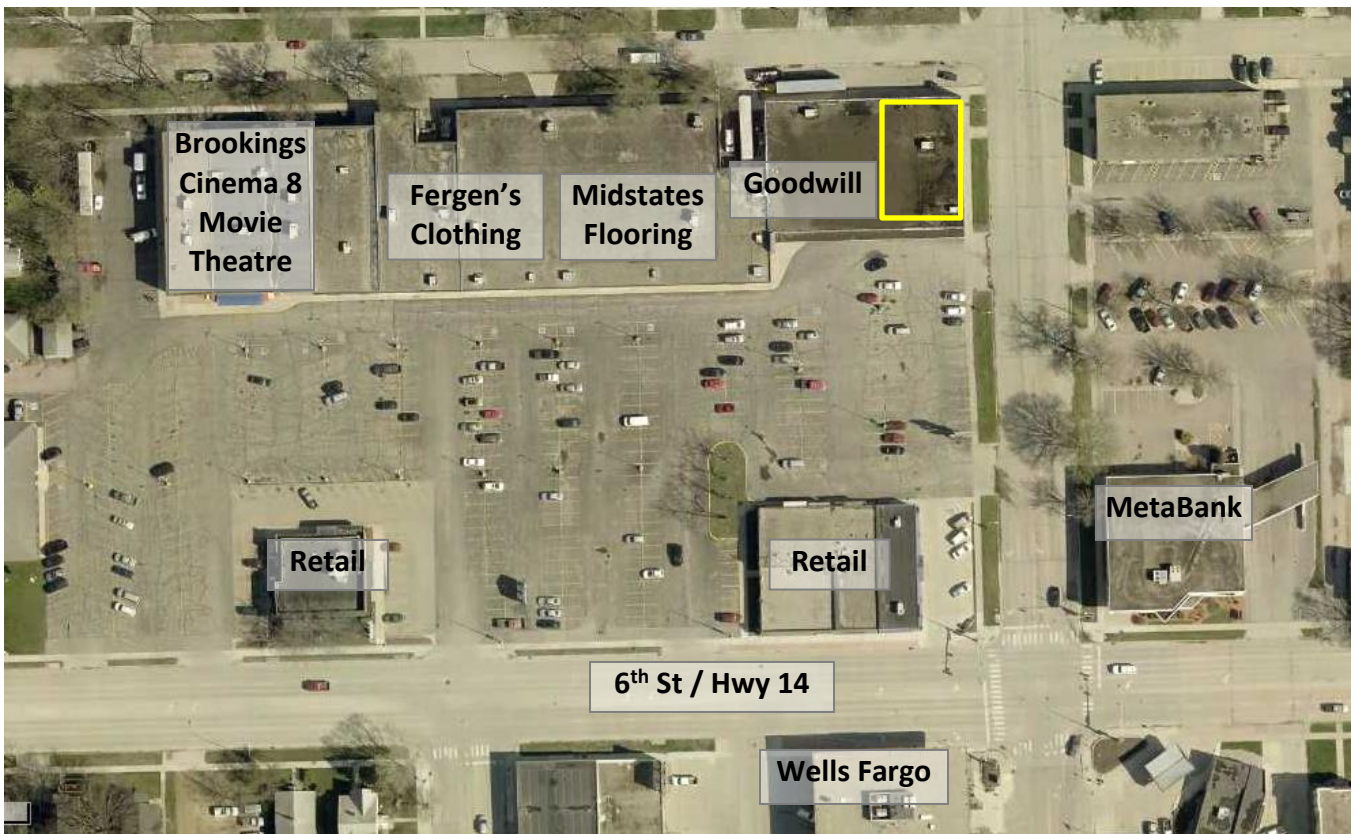 Brookings
Cinema 8
Movie
Theatre
Fergen's
Clothing
Midstates
Flooring
Goodwill
MetaBank
Retail
Retail
6th St / Hwy 14
Wells Fargo